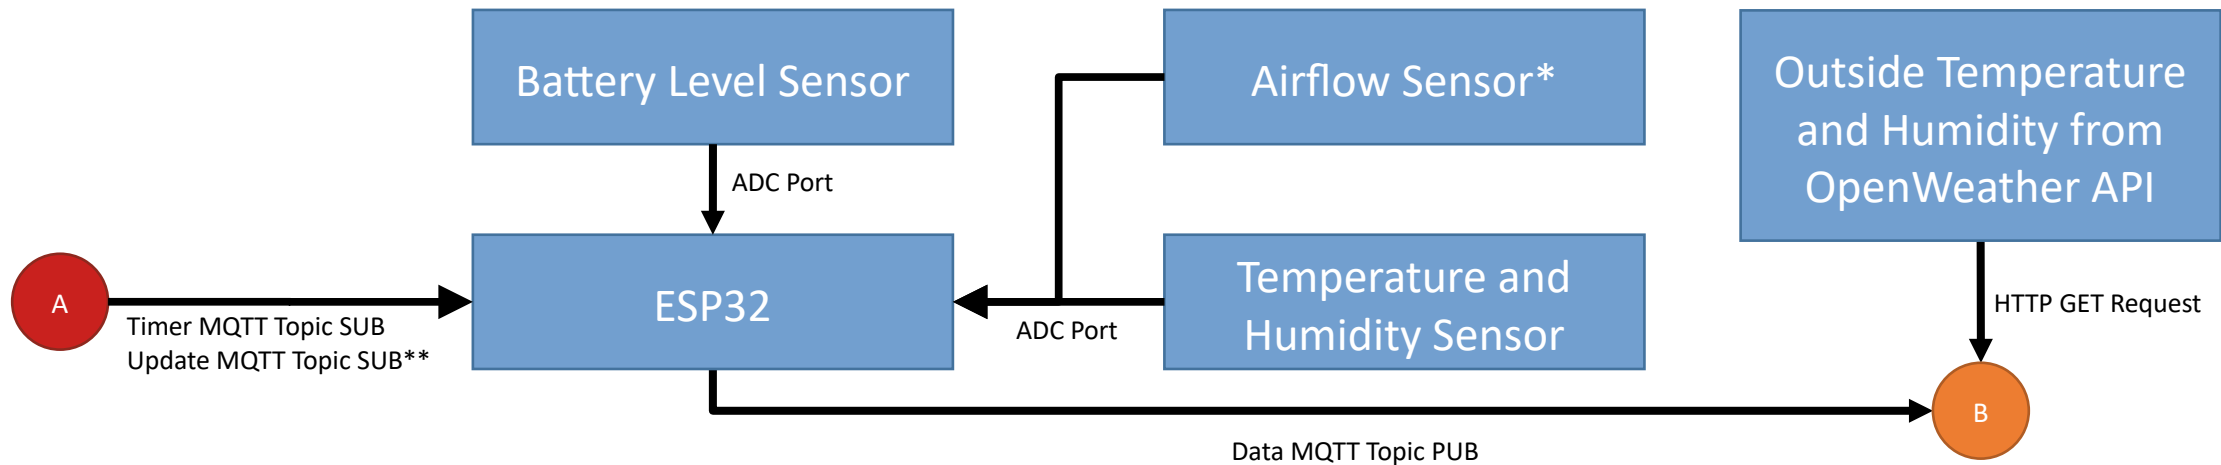 Battery Level Sensor
Airflow Sensor*
Outside Temperature
and Humidity from
OpenWeather API
ADC Port
A
Timer MQTT Topic SUB
Update MQTT Topic SUB**
ESP32
ADC Port
Temperature and
Humidity Sensor
HTTP GET Request
B
Data MQTT Topic PUB